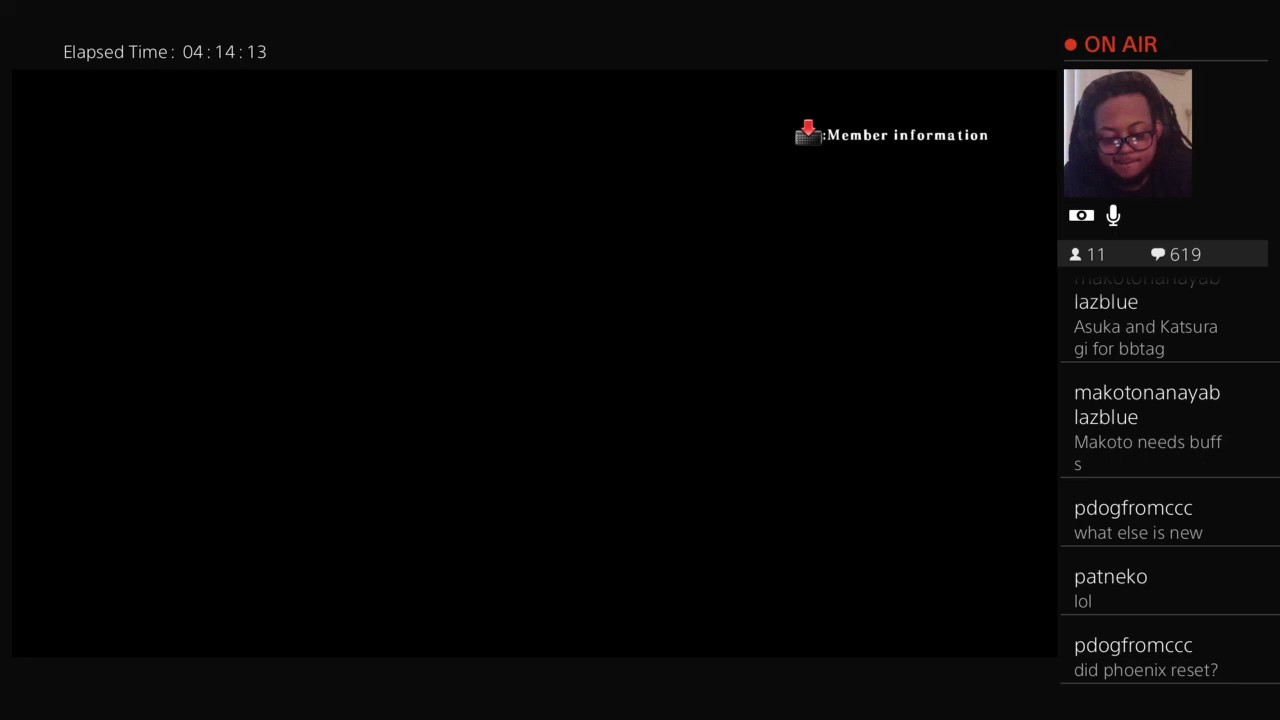 Elapsed Time: 04:14:13
ON AIR
:Member information
11 619
makotonanayab
lazblue
Asuka and Katsura
gi for bbtag
makotonanayab
lazblue
Makoto needs buff
s
pdogfromccc
what else is new
patneko
lol
pdogfromccc
did phoenix reset?